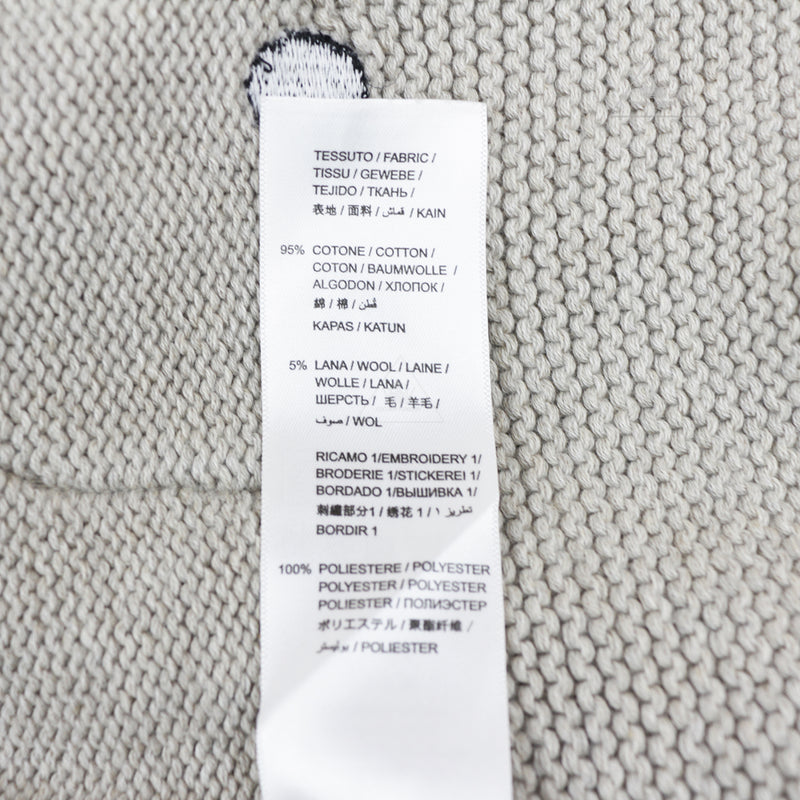 TESSUTO / FABRIC /
TISSU / GEWEBE /
TEJIDO / ТКАНЬ /
表地 / 面料 / قماش / KAIN
95% COTONE / COTTON /
COTON / BAUMWOLLE /
ALGODON / ХЛОПОК /
綿 / 棉 / قطن
KAPAS / KATUN
5% LANA / WOOL / LAINE /
WOLLE / LANA /
ШЕРСТЬ / 毛 / 羊毛 /
صوف / WOL
RICAMO 1/EMBROIDERY 1/
BRODERIE 1/STICKEREI 1/
BORDADO 1/ВЫШИВКА 1/
刺繍部分1 / 绣花 1 / تطريز ١ /
BORDIR 1
100% POLIESTERE / POLYESTER
POLYESTER / POLYESTER
POLIESTER / ПОЛИЭСТЕР
ポリエステル / 聚酯纤维 /
بوليستر / POLIESTER